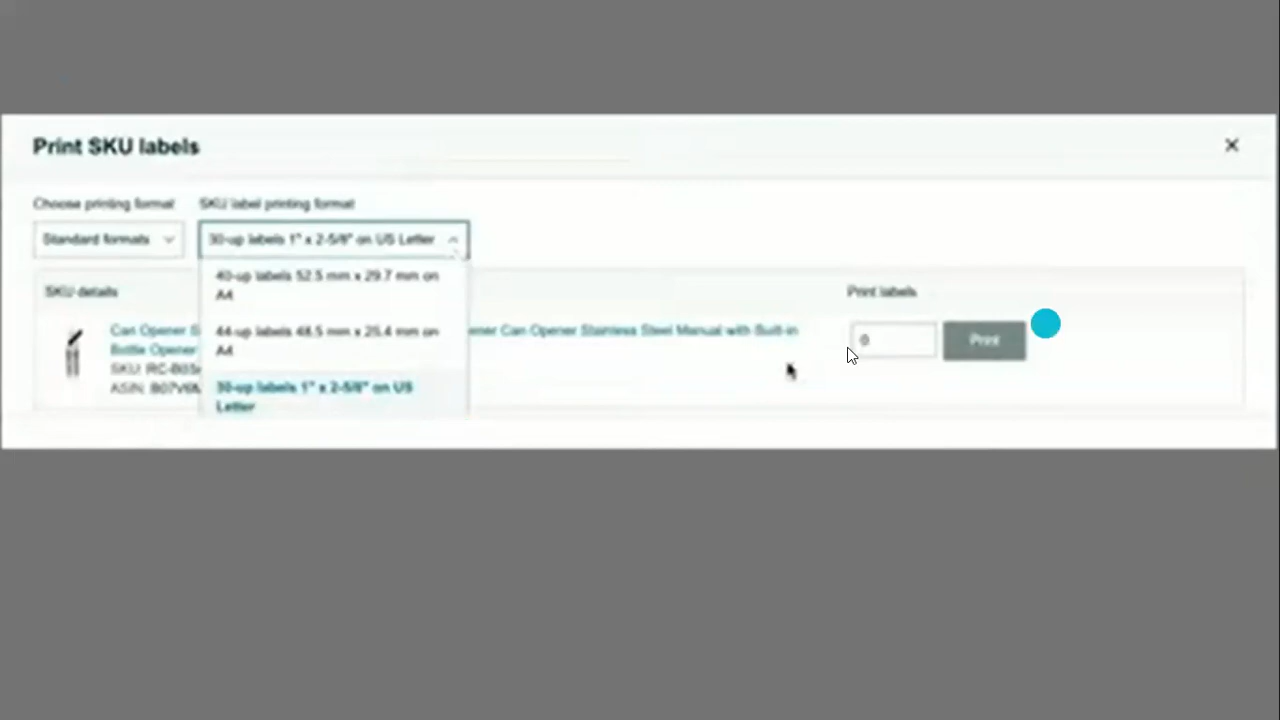 Print SKU labels
Choose printing format
SKU label printing format
Standard formats
30-up labels 1" x 2-5/8" on US Letter
40-up labels 52.5 mm x 29.7 mm on
A4
44-up labels 48.5 mm x 25.4 mm on
A4
30-up labels 1" x 2-5/8" on US
Letter
SKU details
Print labels
Can Opener
Can Opener Stainless Steel Manual with Built-in
Bottle Opener
SKU:
ASIN:
0
Print